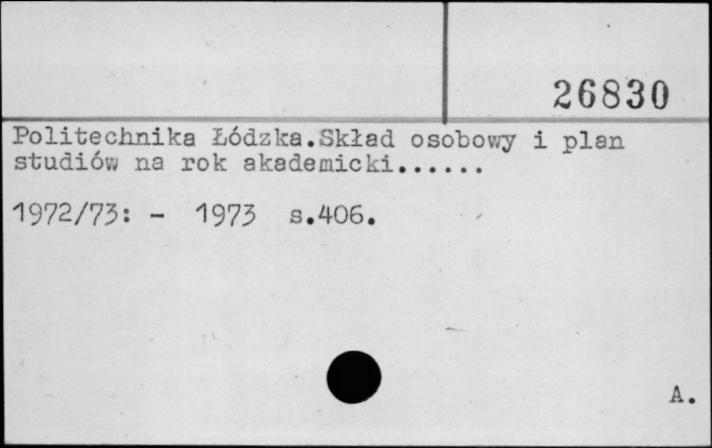 26830
Politechnika Łódzka.Skład osobowy i plan
studiów na rok akademicki......
1972/73: - 1973 s.406.
A.